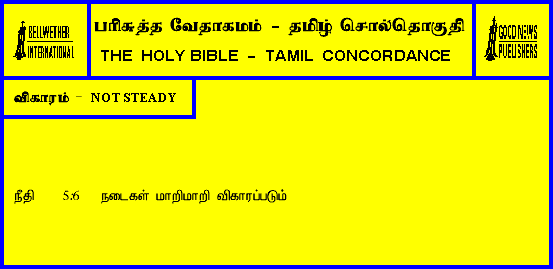 BELLWETHER
INTERNATIONAL
பரிசுத்த வேதாகமம் - தமிழ் சொல்தொகுதி
THE HOLY BIBLE - TAMIL CONCORDANCE
GOOD NEWS
PUBLISHERS
விகாரம் - NOT STEADY
நீதி 5:6 நடைகள் மாறிமாறி விகாரப்படும்